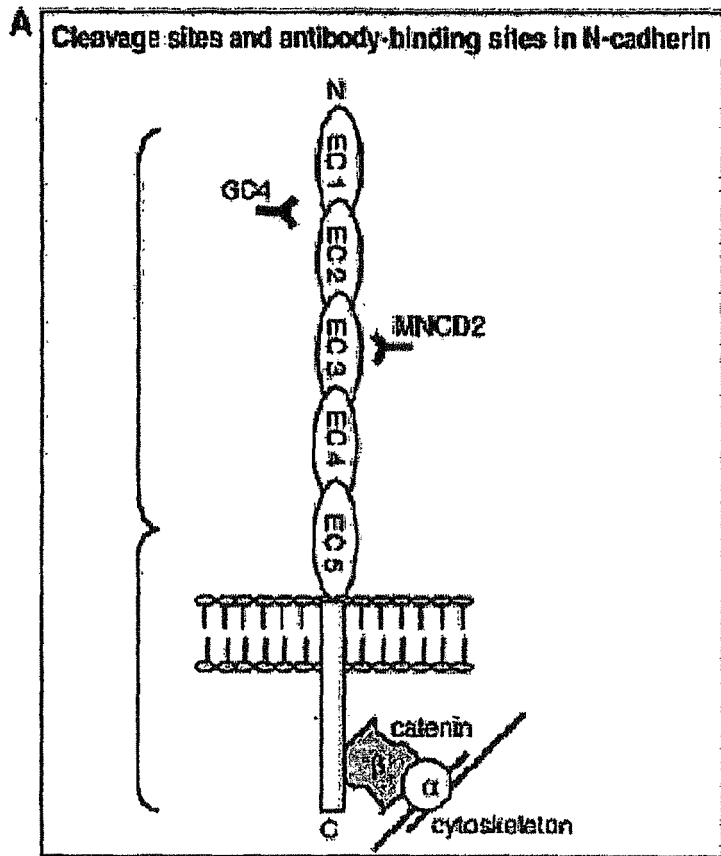 A
Cleavage sites and antibody-binding sites in N-cadherin
N
EC1
GC4
EC2
MNCD2
EC3
EC4
EC5
catenin
β
α
C
cytoskeleton